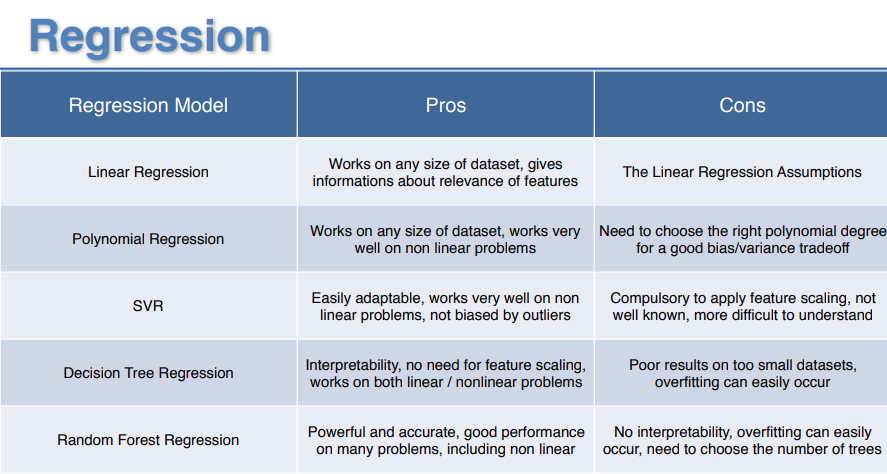 Regression
Regression Model
Pros
Cons
Linear Regression
Works on any size of dataset, gives
informations about relevance of features
The Linear Regression Assumptions
Polynomial Regression
Works on any size of dataset, works very
well on non linear problems
Need to choose the right polynomial degree
for a good bias/variance tradeoff
SVR
Easily adaptable, works very well on non
linear problems, not biased by outliers
Compulsory to apply feature scaling, not
well known, more difficult to understand
Decision Tree Regression
Interpretability, no need for feature scaling,
works on both linear / nonlinear problems
Poor results on too small datasets,
overfitting can easily occur
Random Forest Regression
Powerful and accurate, good performance
on many problems, including non linear
No interpretability, overfitting can easily
occur, need to choose the number of trees